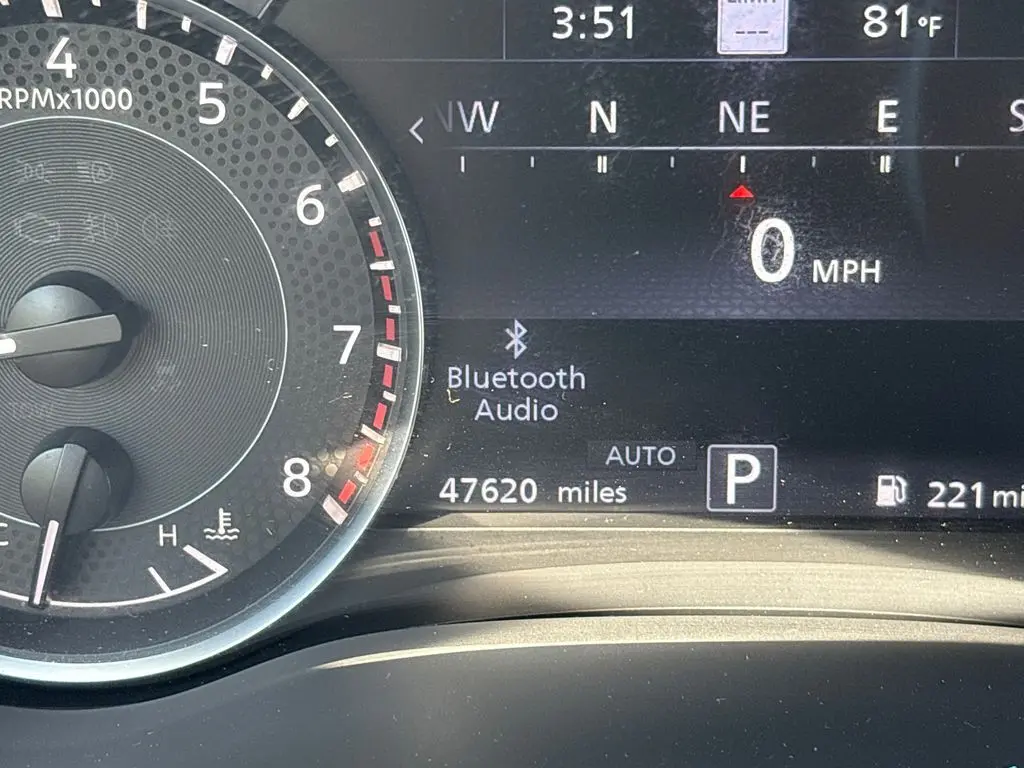 3:51
LIMIT
---
81°F
4
RPMx1000
5
6
7
8
C
H
NW N NE E S
0 MPH
Bluetooth
Audio
AUTO
P
47620 miles
221 mi